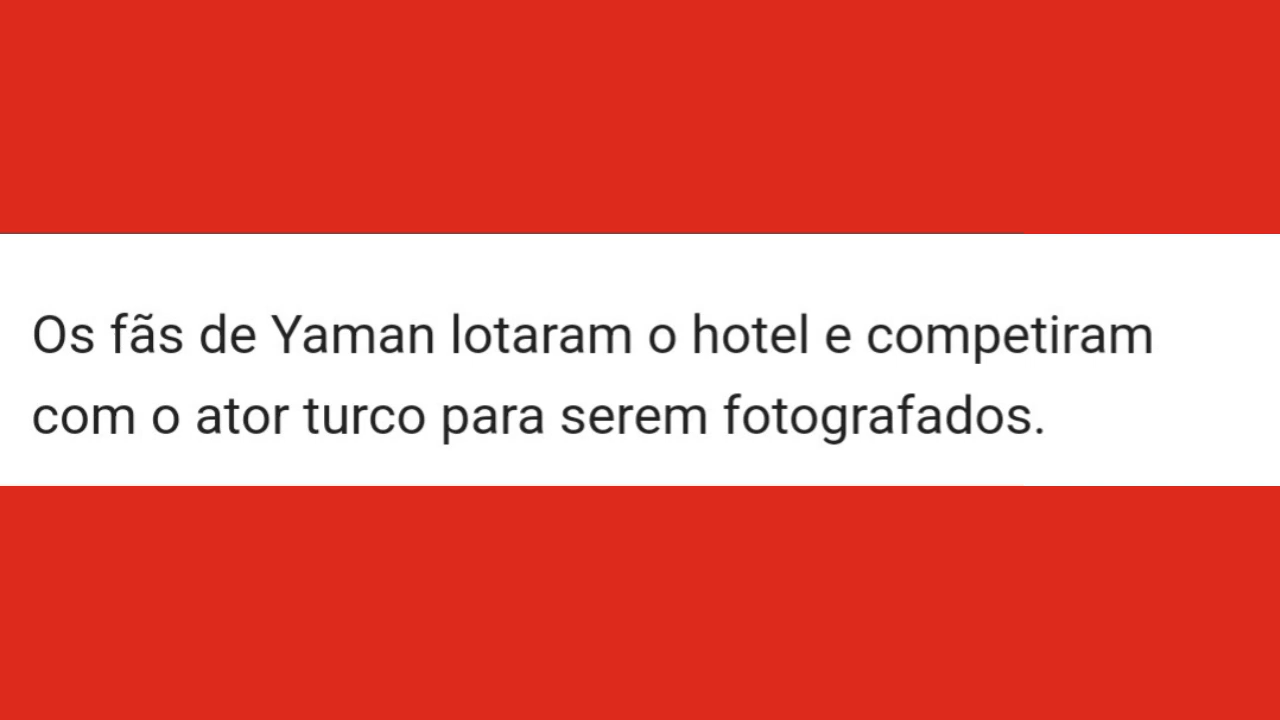 Os fãs de Yaman lotaram o hotel e competiram
com o ator turco para serem fotografados.